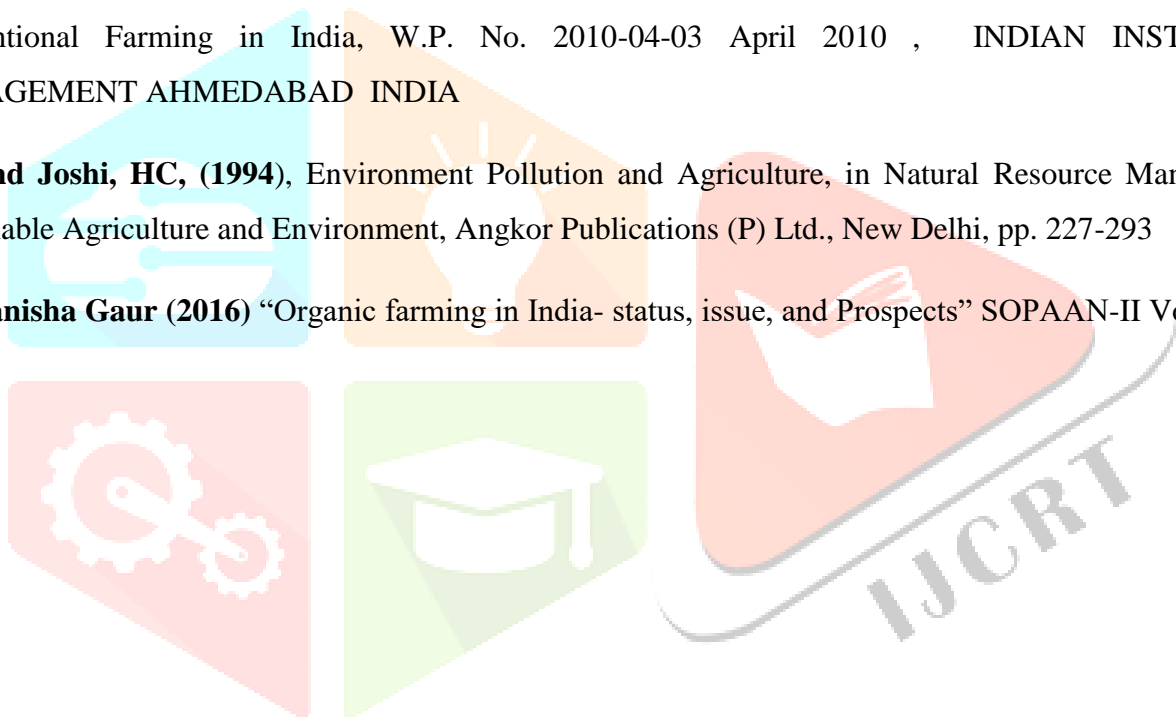 ntional Farming in India, W.P. No. 2010-04-03 April 2010 , INDIAN INST
AGEMENT AHMEDABAD INDIA
nd Joshi, HC, (1994), Environment Pollution and Agriculture, in Natural Resource Mar
able Agriculture and Environment, Angkor Publications (P) Ltd., New Delhi, pp. 227-293
anisha Gaur (2016) “Organic farming in India- status, issue, and Prospects” SOPAAN-II V
IJCRT